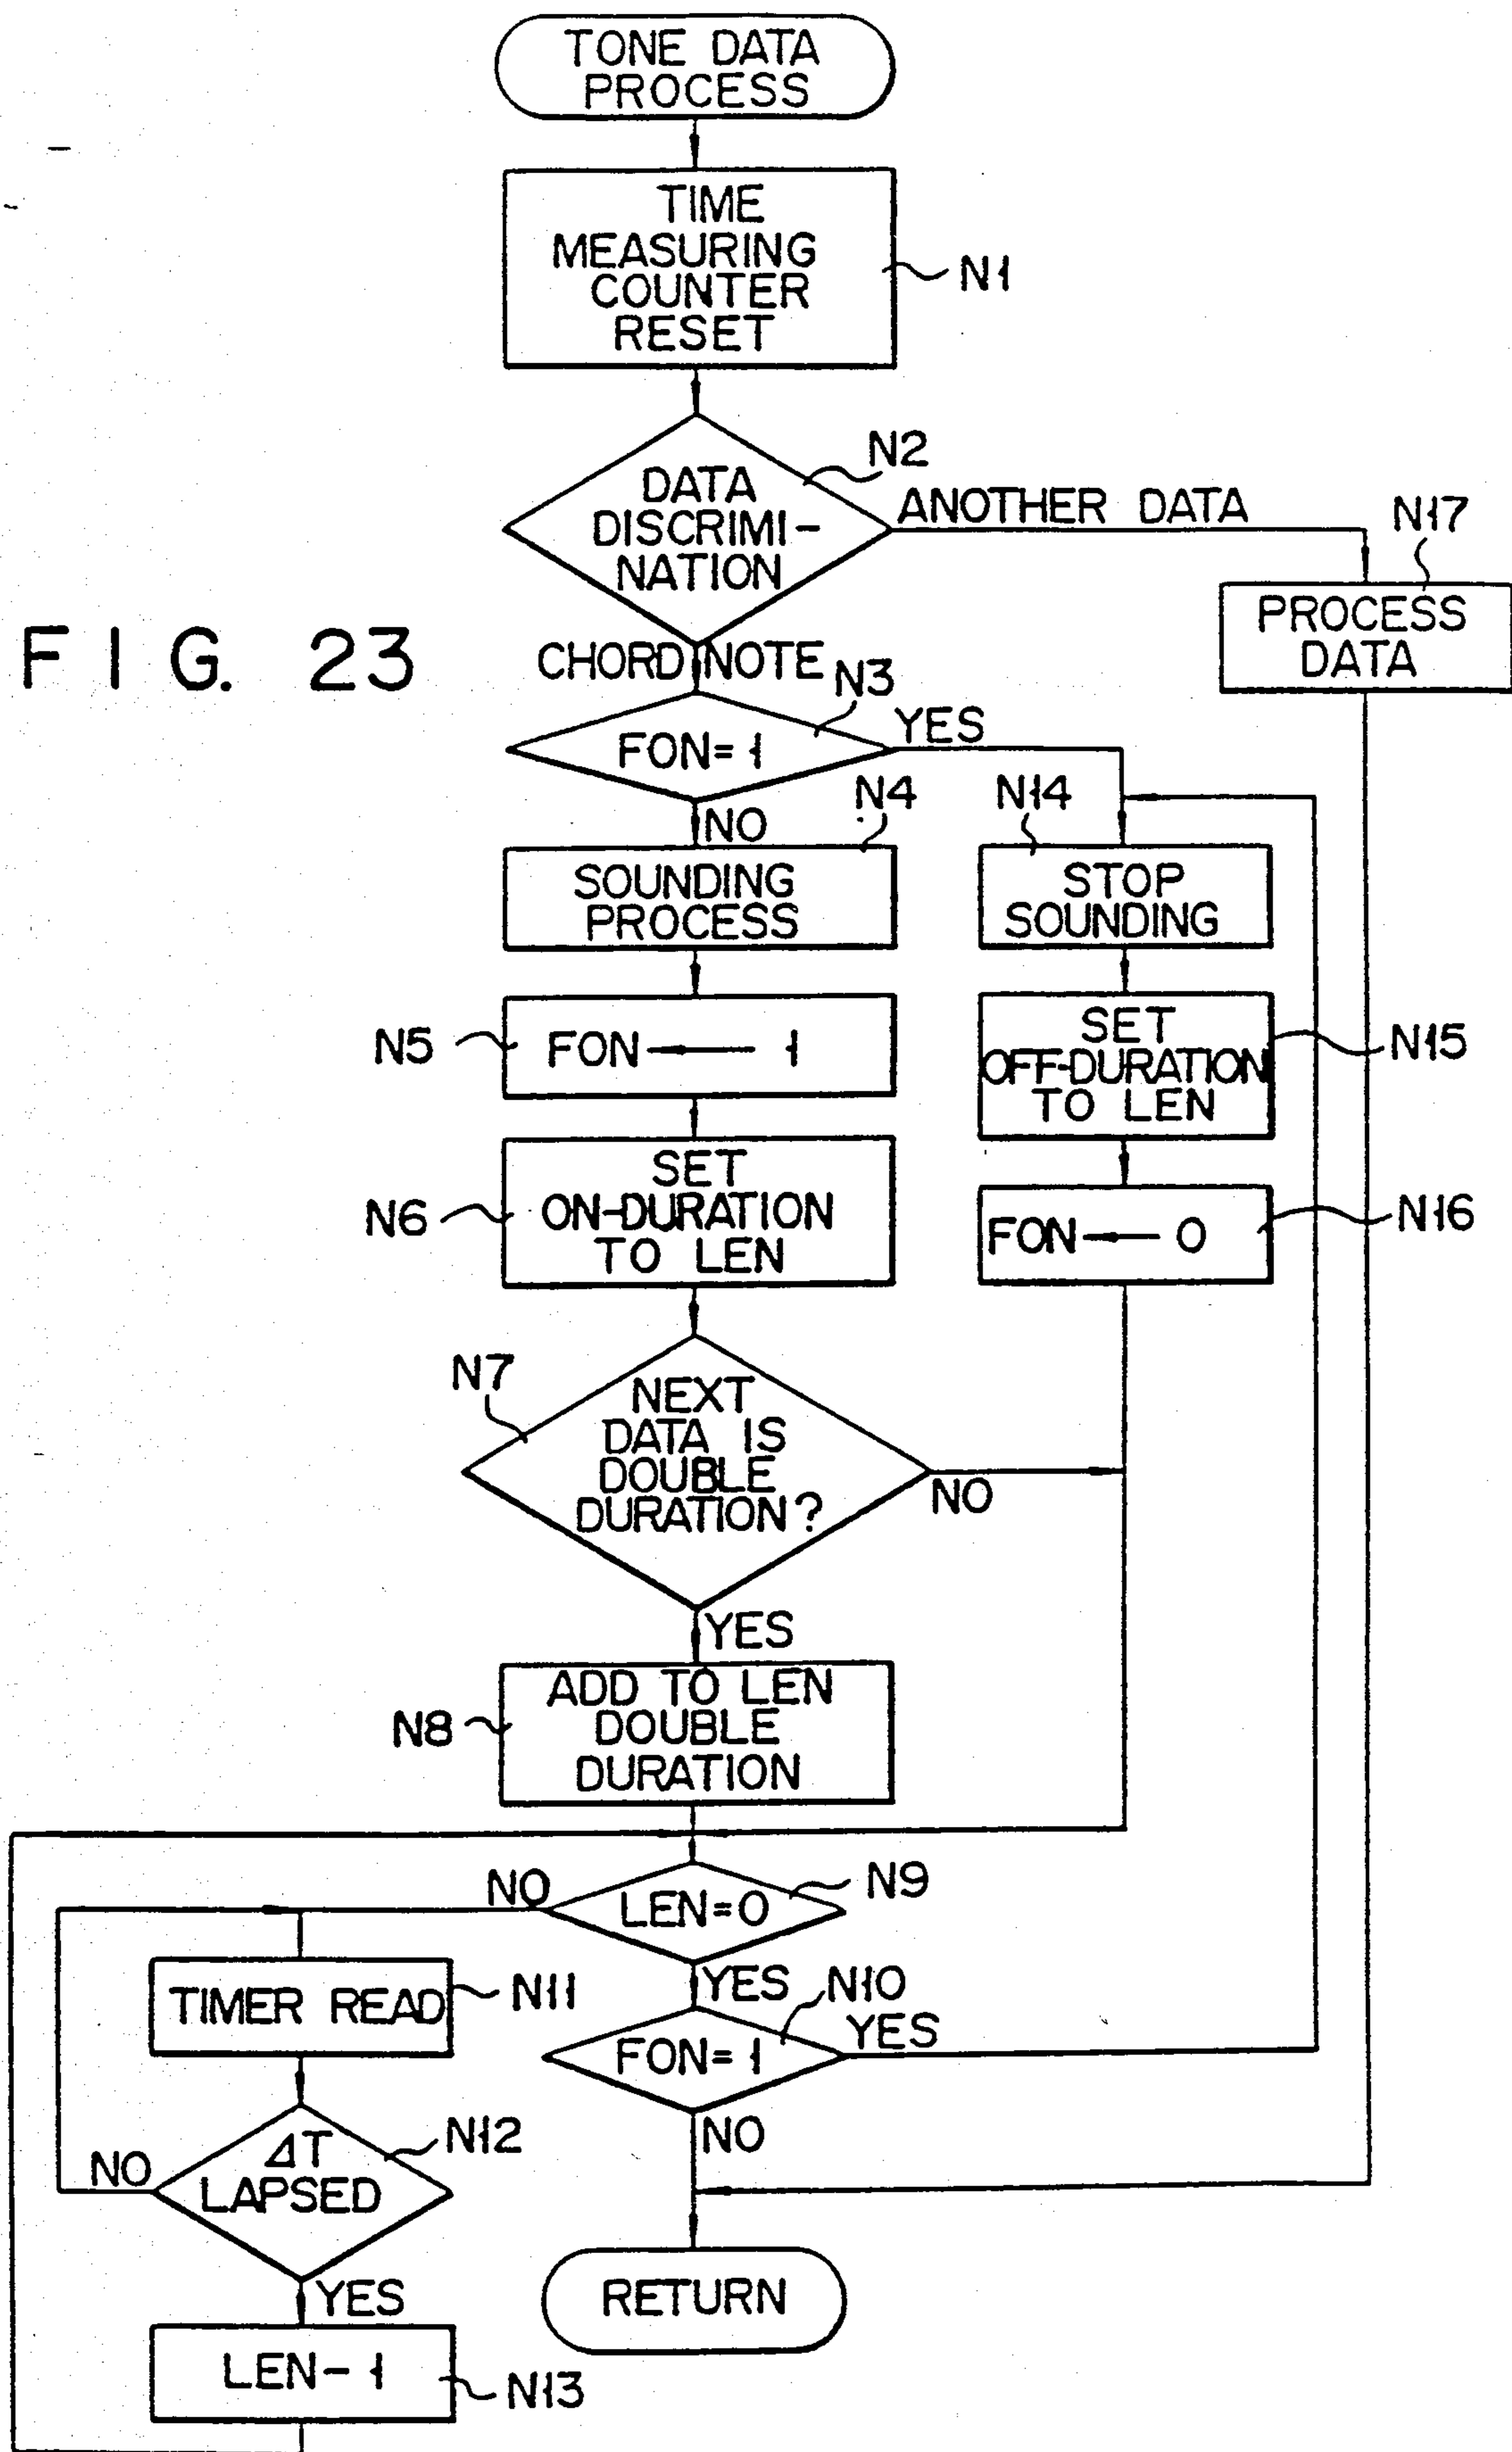 TONE DATA
PROCESS
TIME
MEASURING
COUNTER
RESET
N1
N2
DATA
DISCRIMI-
NATION
ANOTHER DATA
N17
PROCESS
DATA
FIG. 23
CHORD NOTE
N3
FON=1
YES
NO
N4
SOUNDING
PROCESS
N14
STOP
SOUNDING
N5
FON ← 1
SET
OFF-DURATION
TO LEN
N15
N6
SET
ON-DURATION
TO LEN
FON ← 0
N16
N7
NEXT
DATA IS
DOUBLE
DURATION?
NO
YES
N8
ADD TO LEN
DOUBLE
DURATION
NO
LEN=0
N9
YES
N10
TIMER READ
N11
FON=1
YES
NO
ΔT
LAPSED
N12
NO
YES
RETURN
LEN-1
N13